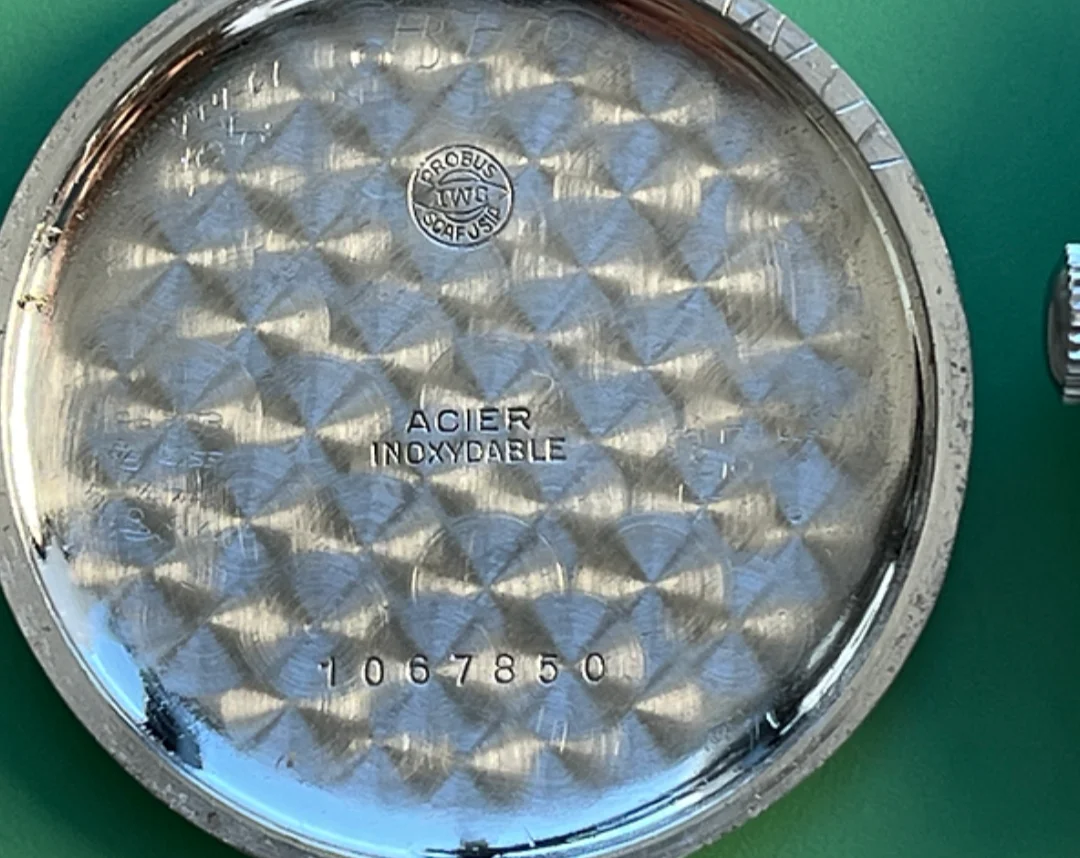 PROBUS
IWC
SCAFUSIA
ACIER
INOXYDABLE
1067850